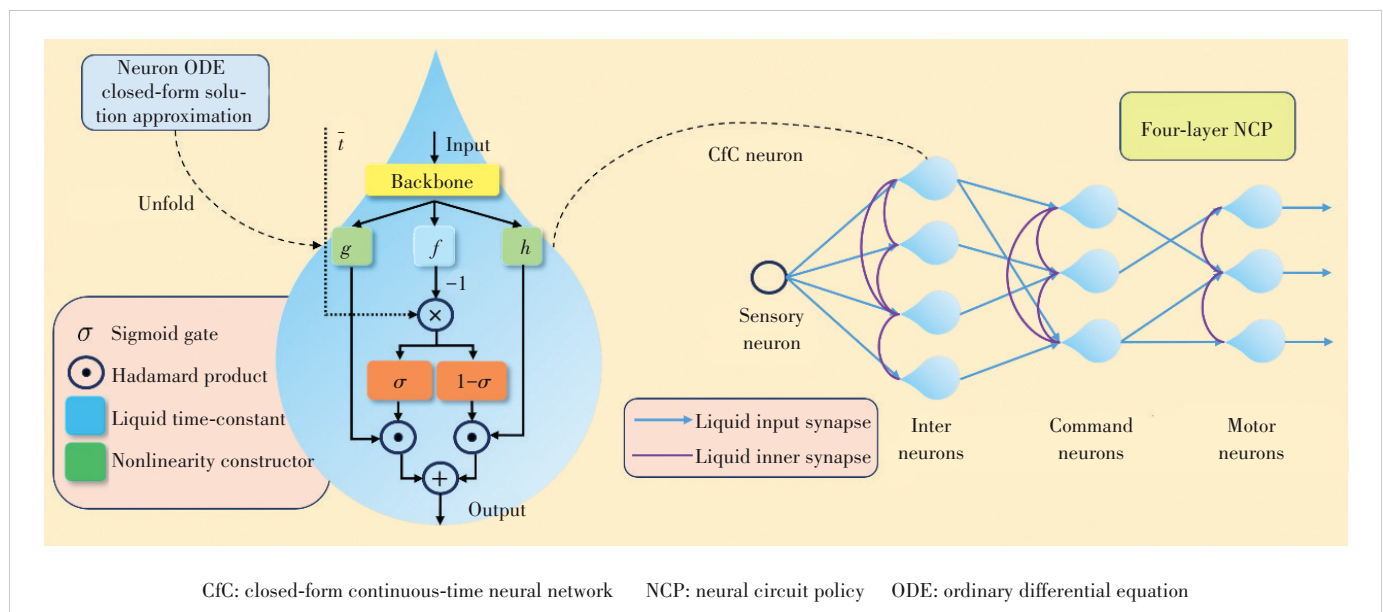 Neuron ODE
closed-form solu-
tion approximation
Unfold
t̄
Input
Backbone
g
f
h
−1
×
σ
1−σ
+
Output
σ Sigmoid gate
Hadamard product
Liquid time-constant
Nonlinearity constructor
CfC neuron
Four-layer NCP
Sensory
neuron
Liquid input synapse
Liquid inner synapse
Inter
neurons
Command
neurons
Motor
neurons
CfC: closed-form continuous-time neural network NCP: neural circuit policy ODE: ordinary differential equation